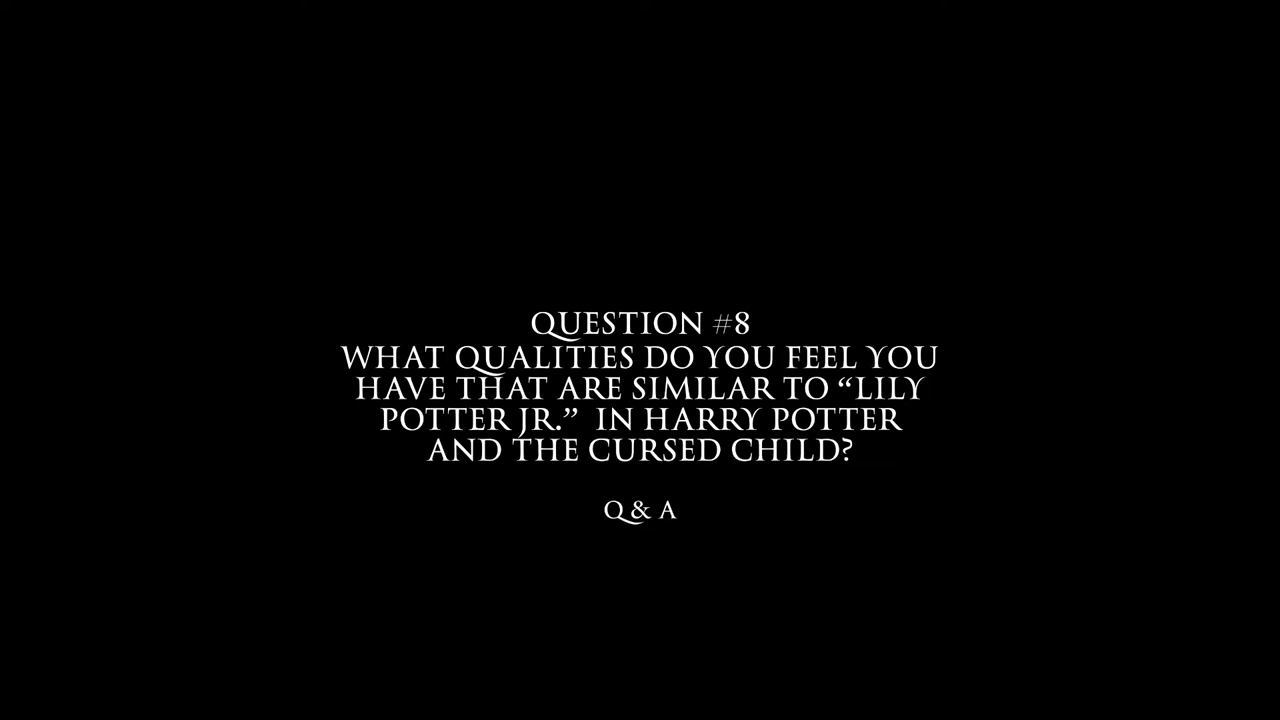 QUESTION #8
WHAT QUALITIES DO YOU FEEL YOU
HAVE THAT ARE SIMILAR TO “LILY
POTTER JR.”  IN HARRY POTTER
AND THE CURSED CHILD?
Q & A